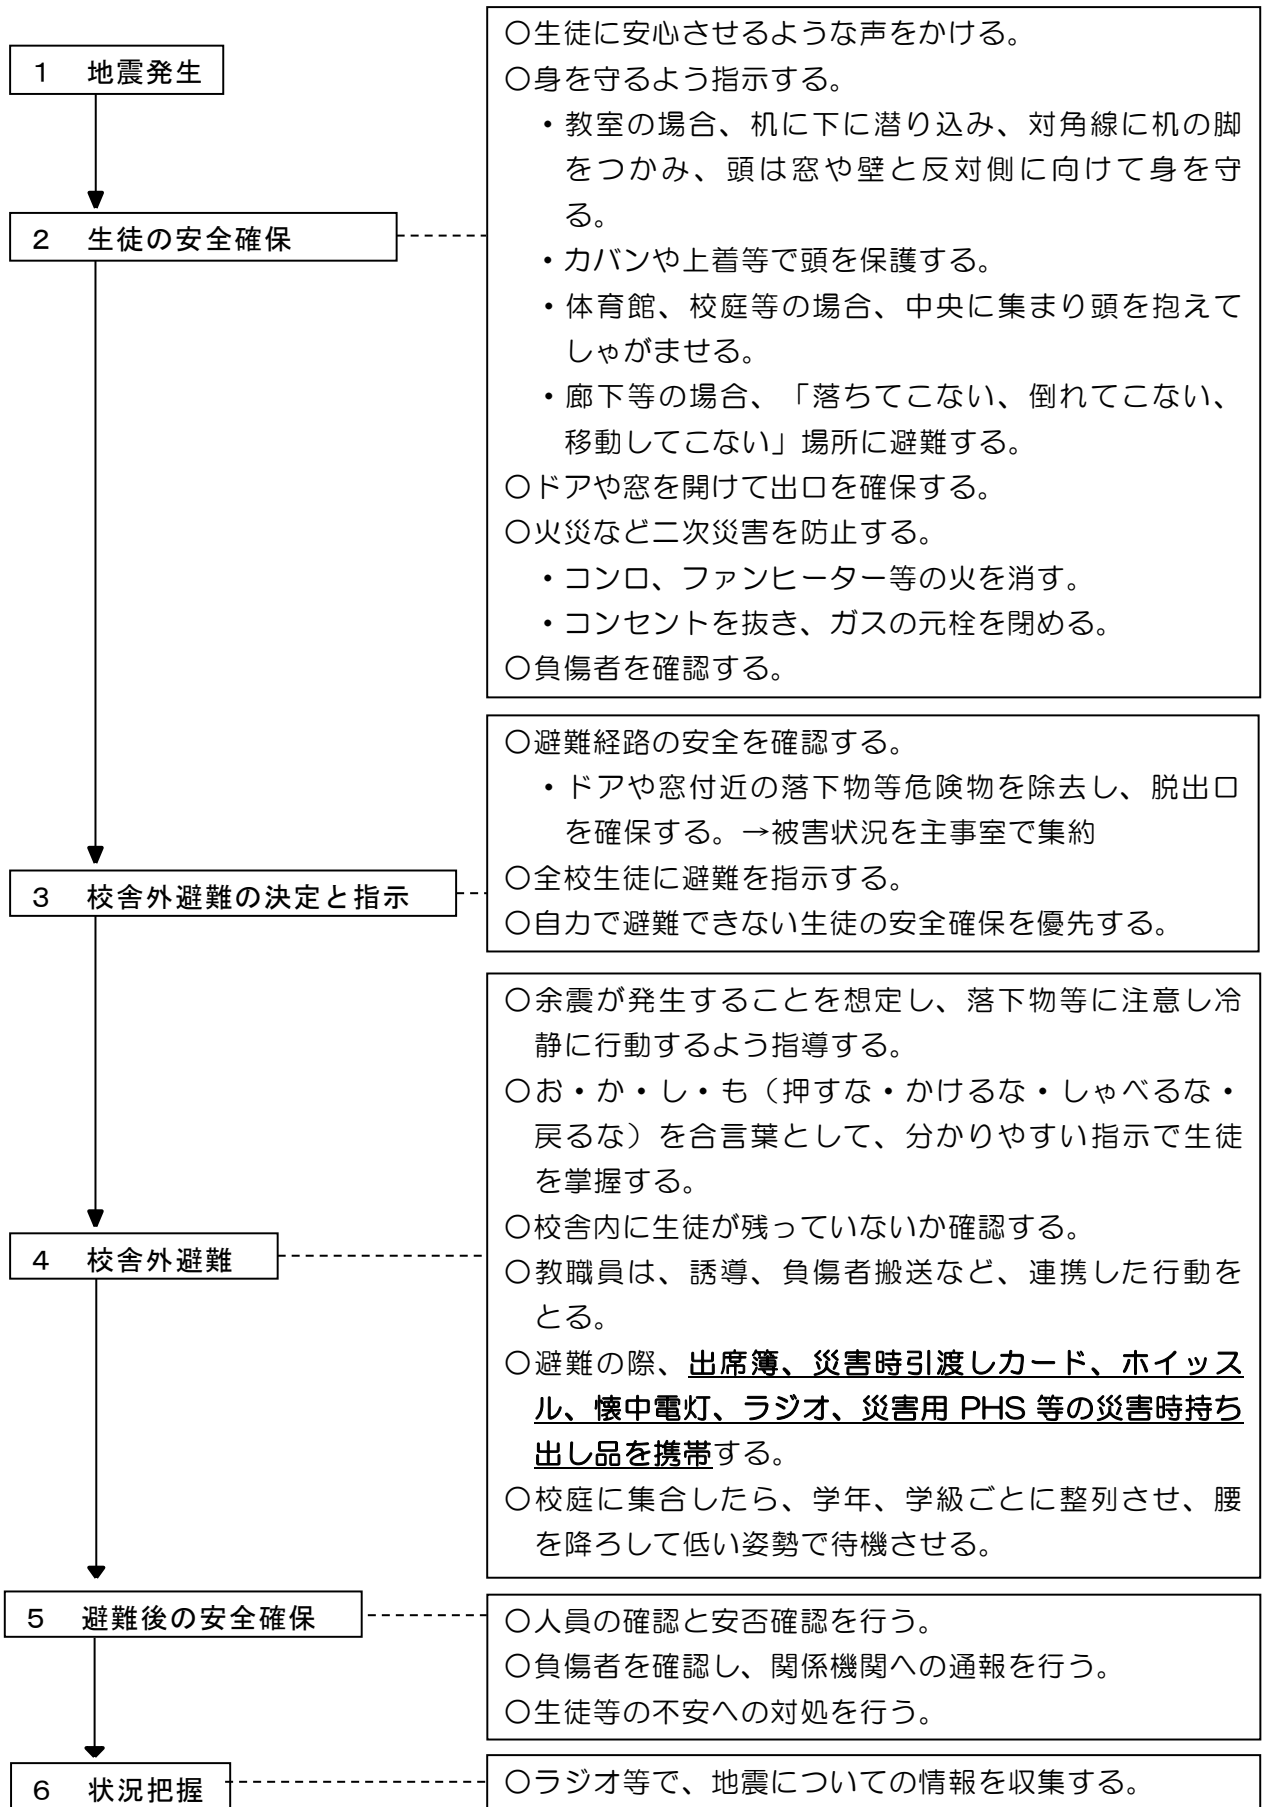 １　地震発生
２　生徒の安全確保
○生徒に安心させるような声をかける。
○身を守るよう指示する。
・教室の場合、机に下に潜り込み、対角線に机の脚
をつかみ、頭は窓や壁と反対側に向けて身を守
る。
・カバンや上着等で頭を保護する。
・体育館、校庭等の場合、中央に集まり頭を抱えて
しゃがませる。
・廊下等の場合、「落ちてこない、倒れてこない、
移動してこない」場所に避難する。
○ドアや窓を開けて出口を確保する。
○火災など二次災害を防止する。
・コンロ、ファンヒーター等の火を消す。
・コンセントを抜き、ガスの元栓を閉める。
○負傷者を確認する。
３　校舎外避難の決定と指示
○避難経路の安全を確認する。
・ドアや窓付近の落下物等危険物を除去し、脱出口
を確保する。→被害状況を主事室で集約
○全校生徒に避難を指示する。
○自力で避難できない生徒の安全確保を優先する。
４　校舎外避難
○余震が発生することを想定し、落下物等に注意し冷
静に行動するよう指導する。
○お・か・し・も（押すな・かけるな・しゃべるな・
戻るな）を合言葉として、分かりやすい指示で生徒
を掌握する。
○校舎内に生徒が残っていないか確認する。
○教職員は、誘導、負傷者搬送など、連携した行動を
とる。
○避難の際、出席簿、災害時引渡しカード、ホイッス
ル、懐中電灯、ラジオ、災害用 PHS 等の災害時持ち
出し品を携帯する。
○校庭に集合したら、学年、学級ごとに整列させ、腰
を降ろして低い姿勢で待機させる。
５　避難後の安全確保
○人員の確認と安否確認を行う。
○負傷者を確認し、関係機関への通報を行う。
○生徒等の不安への対処を行う。
６　状況把握
○ラジオ等で、地震についての情報を収集する。